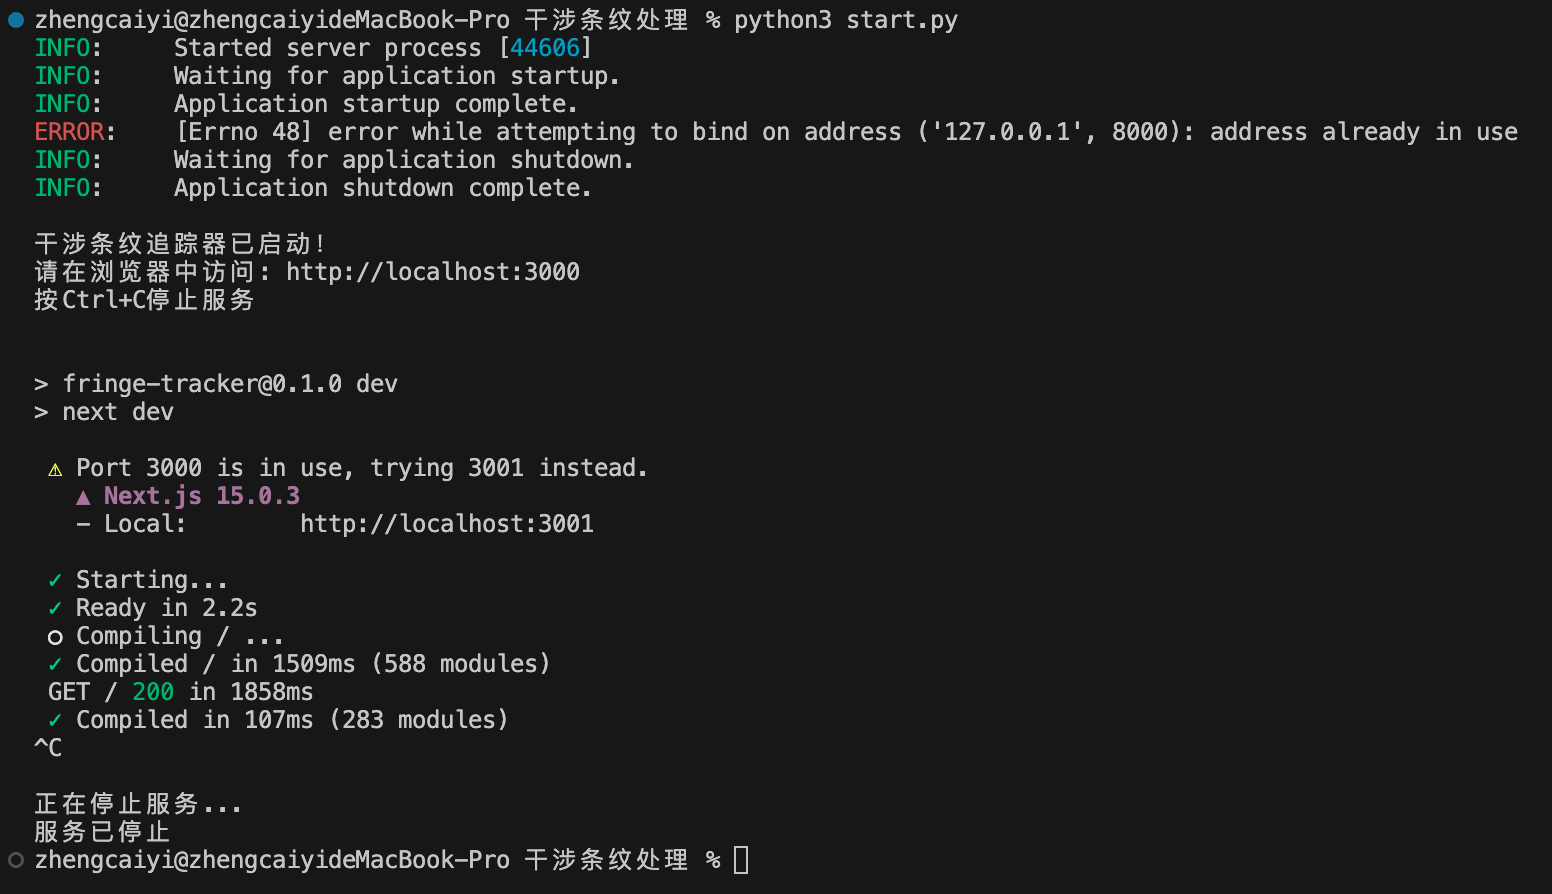 zhengcaiyi@zhengcaiyideMacBook-Pro 干涉条纹处理 % python3 start.py
INFO:     Started server process [44606]
INFO:     Waiting for application startup.
INFO:     Application startup complete.
ERROR:    [Errno 48] error while attempting to bind on address ('127.0.0.1', 8000): address already in use
INFO:     Waiting for application shutdown.
INFO:     Application shutdown complete.
干涉条纹追踪器已启动!
请在浏览器中访问: http://localhost:3000
按Ctrl+C停止服务
> fringe-tracker@0.1.0 dev
> next dev
⚠ Port 3000 is in use, trying 3001 instead.
▲ Next.js 15.0.3
- Local:        http://localhost:3001
✓ Starting...
✓ Ready in 2.2s
○ Compiling / ...
✓ Compiled / in 1509ms (588 modules)
GET / 200 in 1858ms
✓ Compiled in 107ms (283 modules)
^C
正在停止服务...
服务已停止
zhengcaiyi@zhengcaiyideMacBook-Pro 干涉条纹处理 %